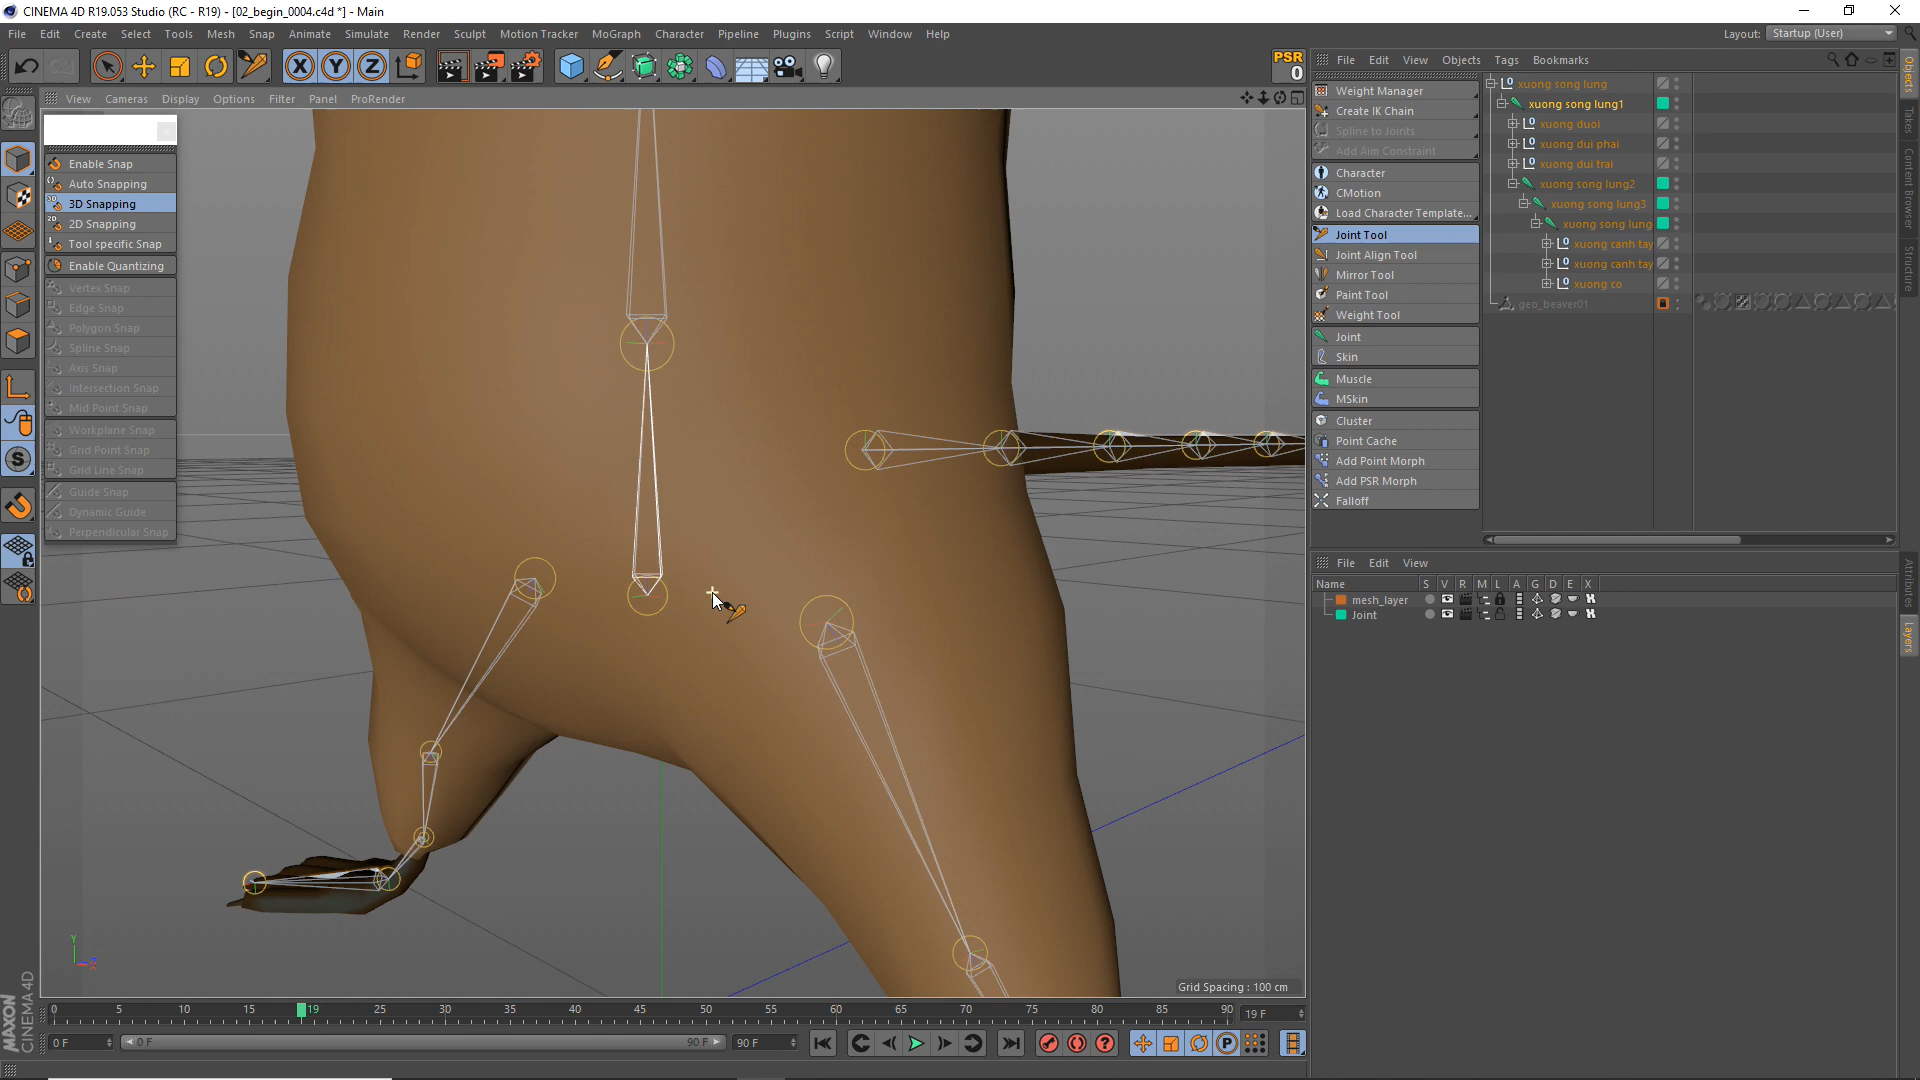 CINEMA 4D R19.053 Studio (RC - R19) - [02_begin_0004.c4d *] - Main
File Edit Create Select Tools Mesh Snap Animate Simulate Render Sculpt Motion Tracker MoGraph Character Pipeline Plugins Script Window Help
Layout: Startup (User)
PSR
0
View Cameras Display Options Filter Panel ProRender
Enable Snap
Auto Snapping
3D Snapping
2D Snapping
Tool specific Snap
Enable Quantizing
Vertex Snap
Edge Snap
Polygon Snap
Spline Snap
Axis Snap
Intersection Snap
Mid Point Snap
Workplane Snap
Grid Point Snap
Grid Line Snap
Guide Snap
Dynamic Guide
Perpendicular Snap
Y
Z
Grid Spacing : 100 cm
0 5 10 15 19 25 30 35 40 45 50 55 60 65 70 75 80 85 90 19 F
0 F 0 F 90 F 90 F
MAXON
CINEMA 4D
File Edit View Objects Tags Bookmarks
Weight Manager
Create IK Chain
Spline to Joints
Add Aim Constraint
Character
CMotion
Load Character Template...
Joint Tool
Joint Align Tool
Mirror Tool
Paint Tool
Weight Tool
Joint
Skin
Muscle
MSkin
Cluster
Point Cache
Add Point Morph
Add PSR Morph
Falloff
xuong song lung
xuong song lung1
xuong duoi
xuong dui phai
xuong dui trai
xuong song lung2
xuong song lung3
xuong song lung
xuong canh tay
xuong canh tay
xuong co
geo_beaver01
File Edit View
Name S V R M L A G D E X
mesh_layer
Joint
Objects
Takes
Content Browser
Structure
Attributes
Layers